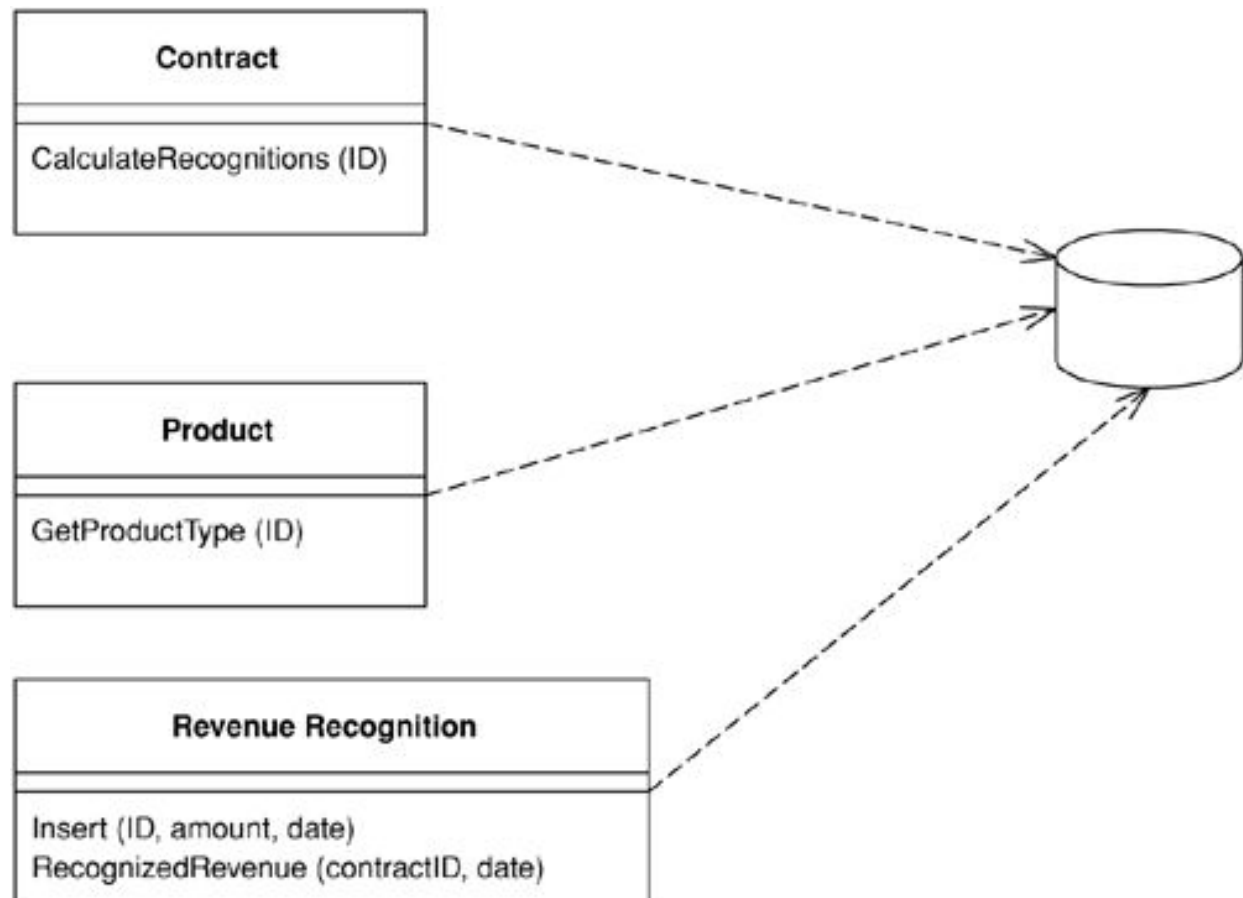 Contract
CalculateRecognitions (ID)
Product
GetProductType (ID)
Revenue Recognition
Insert (ID, amount, date)
RecognizedRevenue (contractID, date)